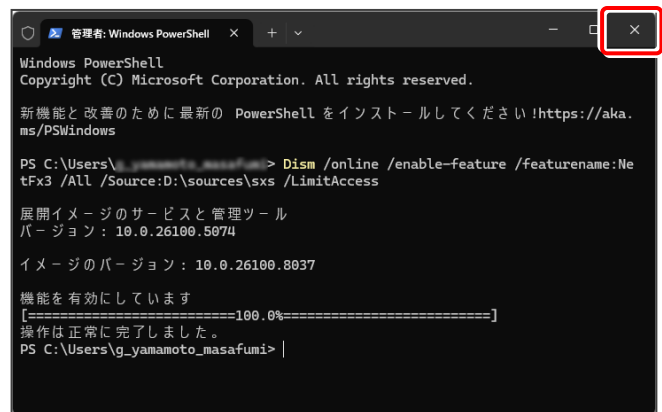 管理者: Windows PowerShell
Windows PowerShell
Copyright (C) Microsoft Corporation. All rights reserved.
新機能と改善のために最新の PowerShell をインストールしてください!https://aka.
ms/PSWindows
PS C:\Users\ > Dism /online /enable-feature /featurename:Ne
tFx3 /All /Source:D:\sources\sxs /LimitAccess
展開イメージのサービスと管理ツール
バージョン: 10.0.26100.5074
イメージのバージョン: 10.0.26100.8037
機能を有効にしています
[==========================100.0%==========================]
操作は正常に完了しました。
PS C:\Users\g_yamamoto_masafumi>